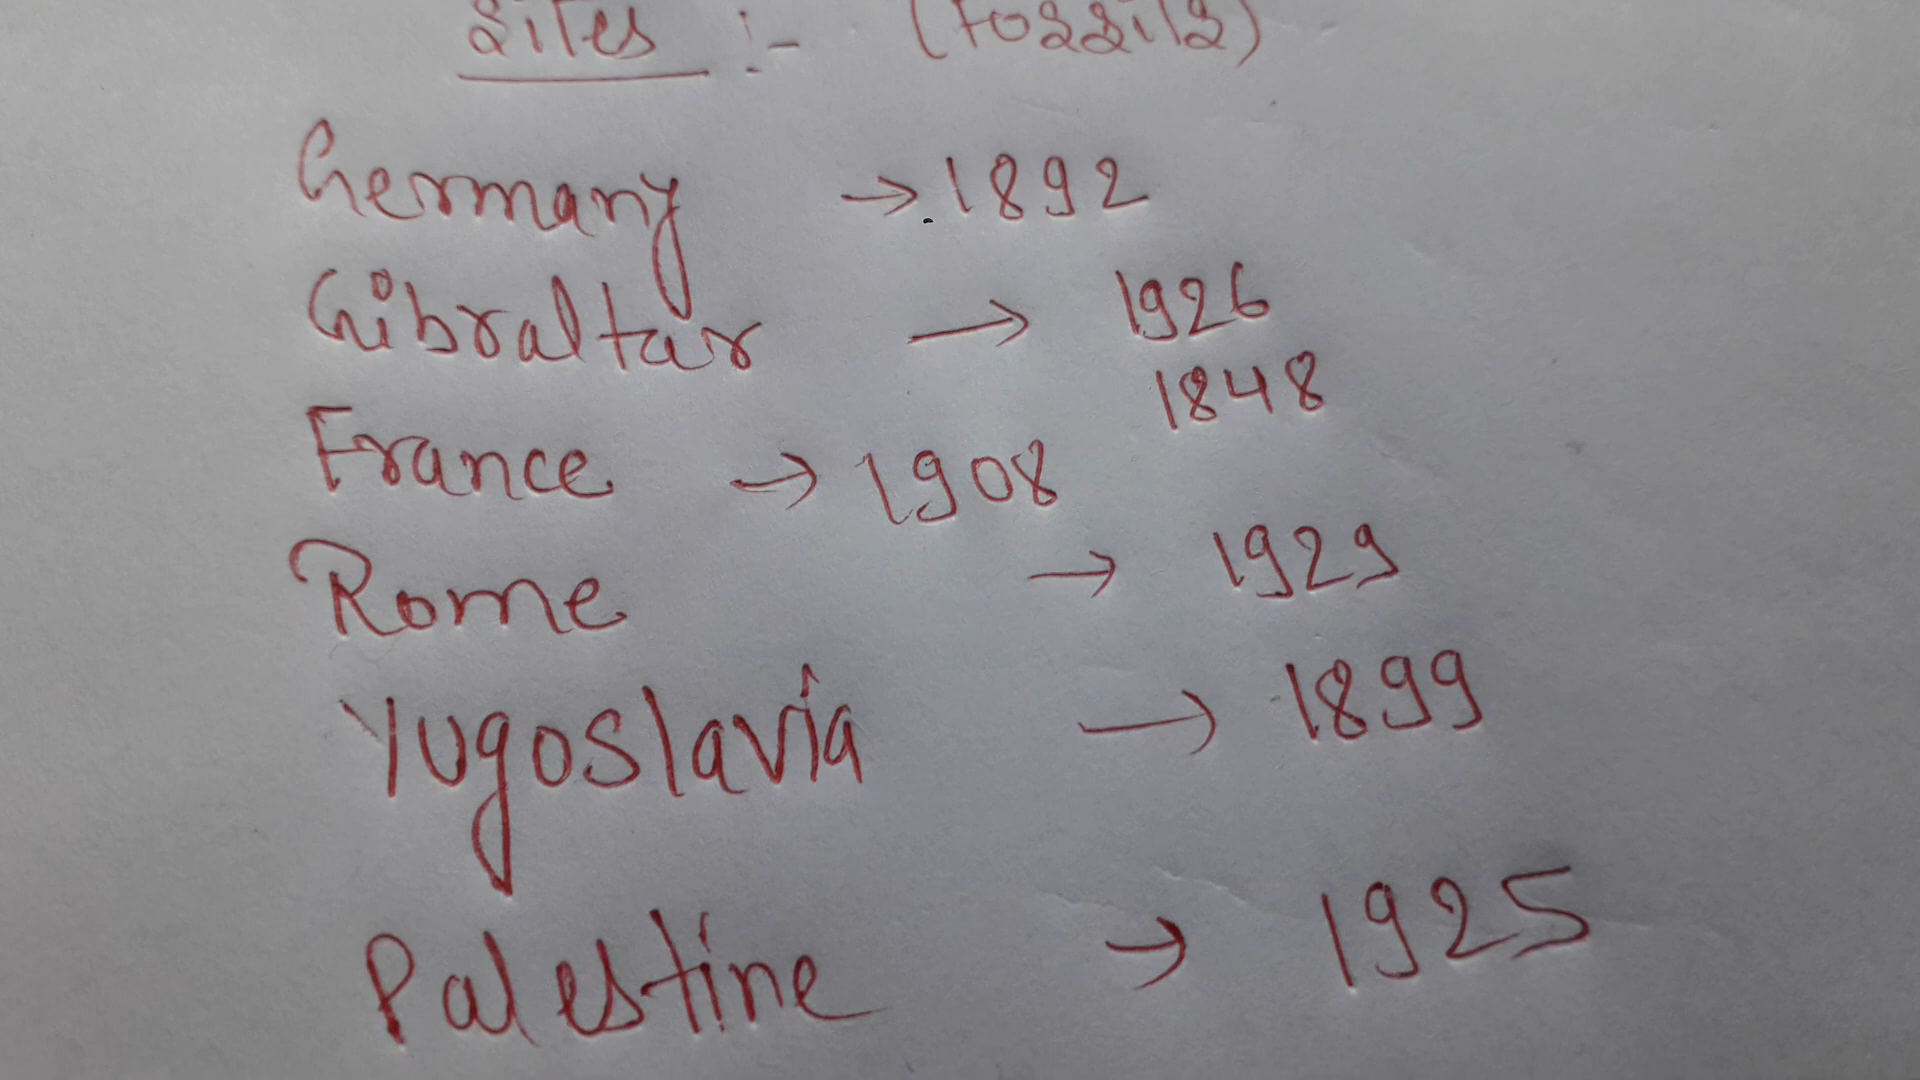 Sites :- (Fossils)
Germany → 1892
Gibraltar → 1926
1848
France → 1908
Rome → 1929
Yugoslavia → 1899
Palestine → 1925